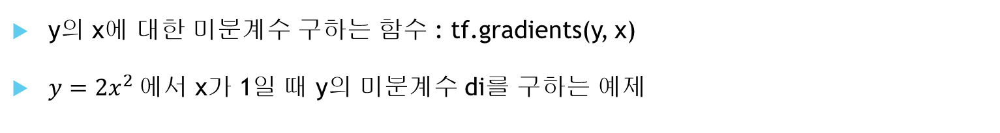 y의 x에 대한 미분계수 구하는 함수 : tf.gradients(y, x)
y = 2x² 에서 x가 1일 때 y의 미분계수 di를 구하는 예제